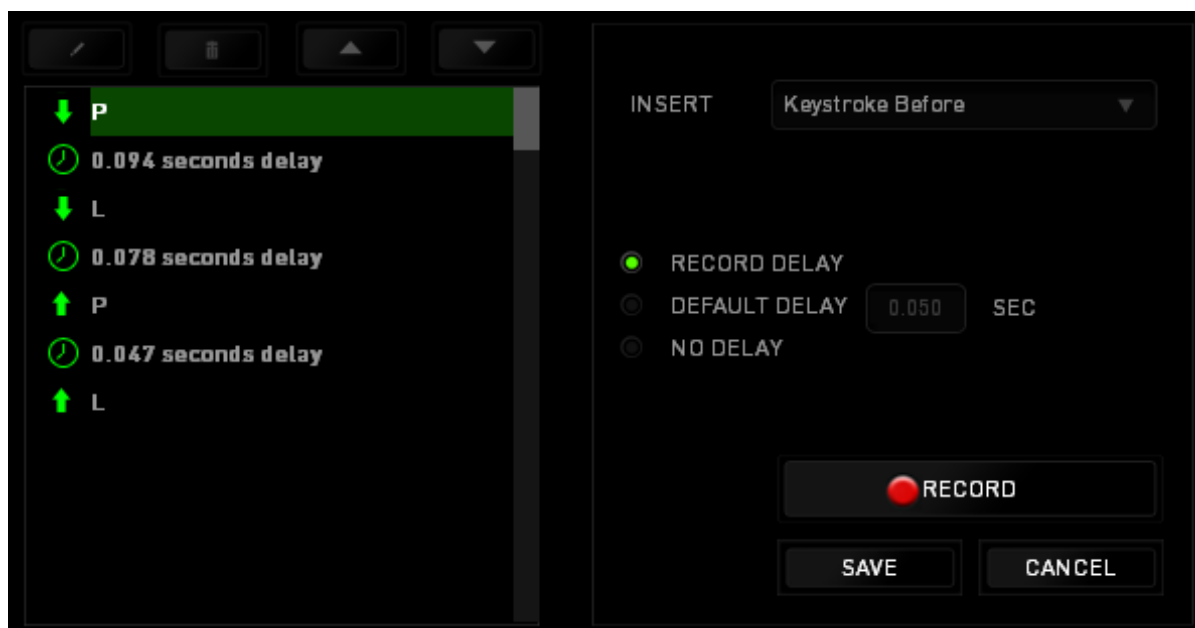 P
0.094 seconds delay
L
0.078 seconds delay
P
0.047 seconds delay
L
INSERT Keystroke Before
RECORD DELAY
DEFAULT DELAY 0.050 SEC
NO DELAY
RECORD
SAVE CANCEL